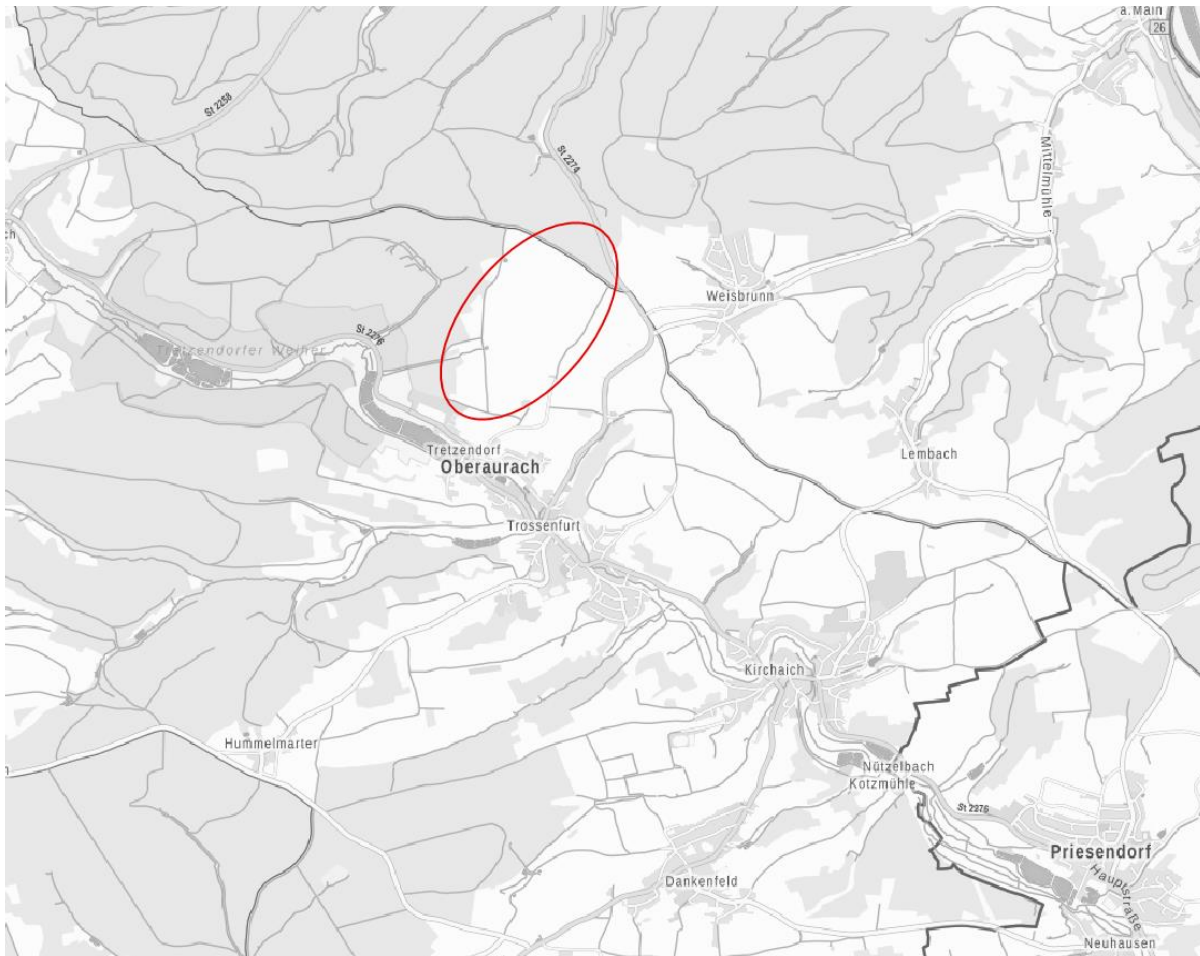 a. Main
26
St 2258
St 2274
Mittelmühle
ch
Weisbrunn
St 2276
Tretzendorfer Weiher
Tretzendorf
Oberaurach
Lembach
Trossenfurt
Kirchaich
Hummelmarter
n
Nützelbach
Kotzmühle
St 2276
Priesendorf
Hauptstraße
Dankenfeld
Neuhausen